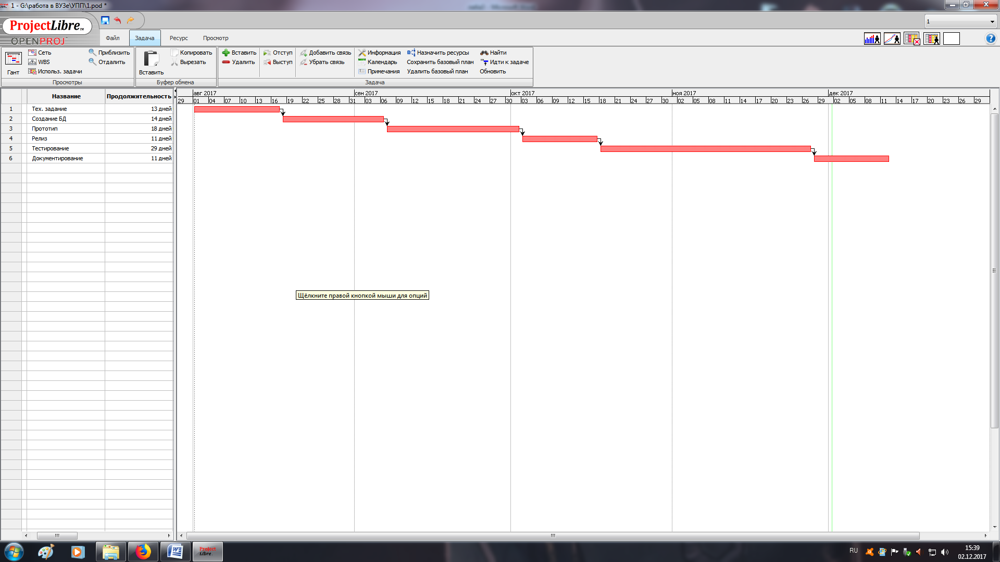 1 - G:\работа в ВУЗе\УПП\1.pod *
ProjectLibre™
OPENPROJ
1
Файл Задача Ресурс Просмотр
Гант
Сеть
WBS
Использ. задачи
Приблизить
Отдалить
Просмотры
Вставить
Копировать
Вырезать
Буфер обмена
Вставить
Удалить
Отступ
Выступ
Добавить связь
Убрать связь
Информация
Календарь
Примечания
Назначить ресурсы
Сохранить базовый план
Удалить базовый план
Найти
Идти к задаче
Обновить
Задача
Название Продолжительность
авг 2017 сен 2017 окт 2017 ноя 2017 дек 2017
29 01 04 07 10 13 16 19 22 25 28 31 03 06 09 12 15 18 21 24 27 30 03 06 09 12 15 18 21 24 27 30 02 05 08 11 14 17 20 23 26 29 02 05 08 11 14 17 20 23 26 29
1 Тех. задание 13 дней
2 Создание БД 14 дней
3 Прототип 18 дней
4 Релиз 11 дней
5 Тестирование 29 дней
6 Документирование 11 дней
Щёлкните правой кнопкой мыши для опций
Project
Libre
RU
15:39
02.12.2017